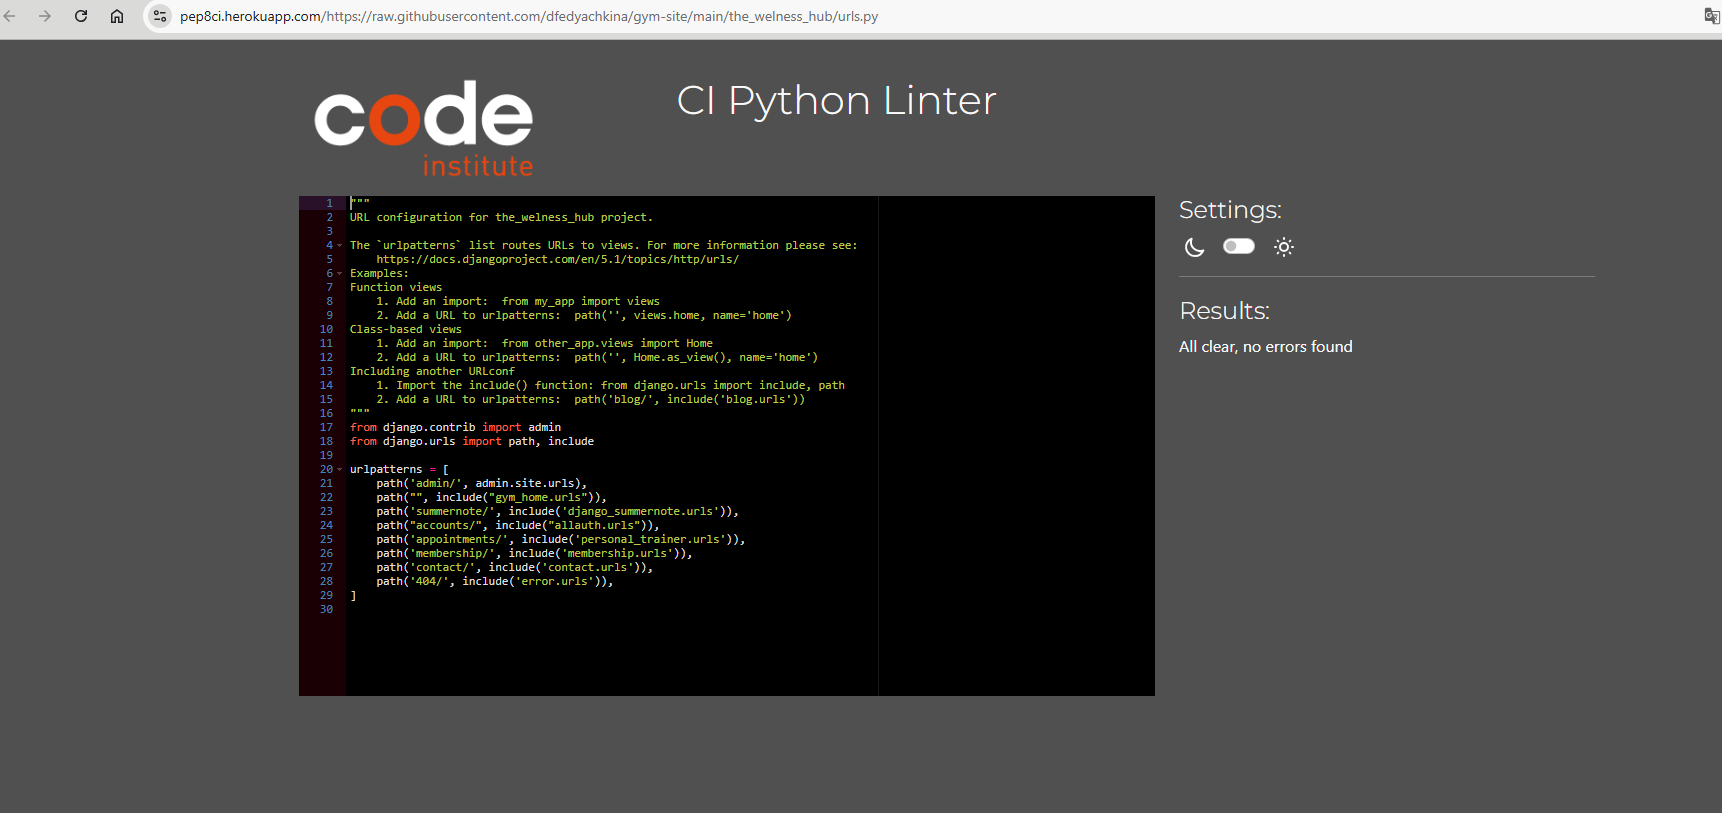 pep8ci.herokuapp.com/https://raw.githubusercontent.com/dfedyachkina/gym-site/main/the_welness_hub/urls.py
code
institute
CI Python Linter
1 """
2 URL configuration for the_welness_hub project.
3
4 The `urlpatterns` list routes URLs to views. For more information please see:
5     https://docs.djangoproject.com/en/5.1/topics/http/urls/
6 Examples:
7 Function views
8     1. Add an import:  from my_app import views
9     2. Add a URL to urlpatterns:  path('', views.home, name='home')
10 Class-based views
11     1. Add an import:  from other_app.views import Home
12     2. Add a URL to urlpatterns:  path('', Home.as_view(), name='home')
13 Including another URLconf
14     1. Import the include() function: from django.urls import include, path
15     2. Add a URL to urlpatterns:  path('blog/', include('blog.urls'))
16 """
17 from django.contrib import admin
18 from django.urls import path, include
19
20 urlpatterns = [
21     path('admin/', admin.site.urls),
22     path("", include("gym_home.urls")),
23     path('summernote/', include('django_summernote.urls')),
24     path("accounts/", include("allauth.urls")),
25     path('appointments/', include('personal_trainer.urls')),
26     path('membership/', include('membership.urls')),
27     path('contact/', include('contact.urls')),
28     path('404/', include('error.urls')),
29 ]
30
Settings:
Results:
All clear, no errors found